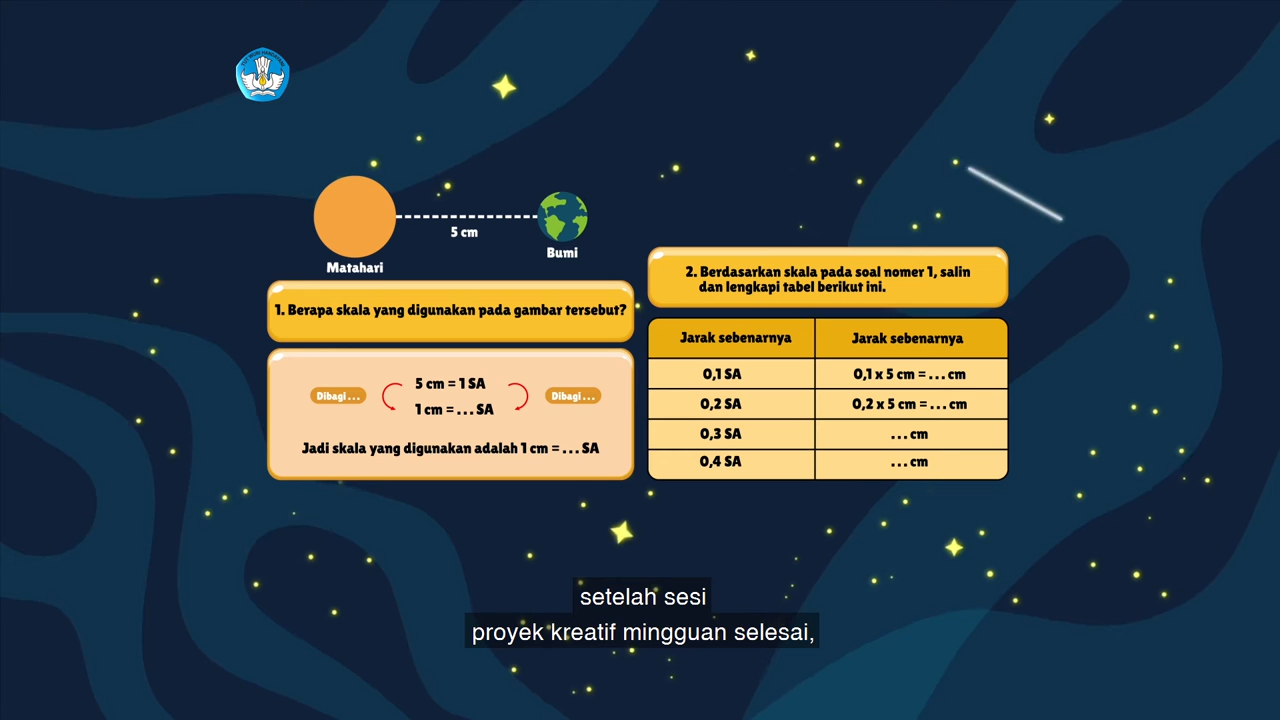 5 cm
Matahari
Bumi
1. Berapa skala yang digunakan pada gambar tersebut?
Dibagi . . .
5 cm = 1 SA
1 cm = . . . SA
Dibagi . . .
Jadi skala yang digunakan adalah 1 cm = . . . SA
2. Berdasarkan skala pada soal nomer 1, salin
dan lengkapi tabel berikut ini.
Jarak sebenarnya Jarak sebenarnya
0,1 SA 0,1 x 5 cm = . . . cm
0,2 SA 0,2 x 5 cm = . . . cm
0,3 SA . . . cm
0,4 SA . . . cm
setelah sesi
proyek kreatif mingguan selesai,